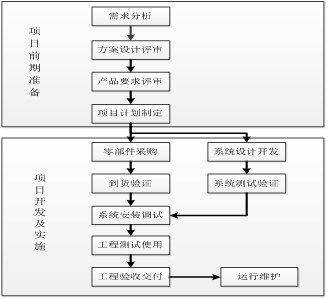 项目前期准备
需求分析
方案设计评审
产品要求评审
项目计划制定
项目开发及实施
零部件采购
系统设计开发
到货验证
系统测试验证
系统安装调试
工程测试使用
工程验收交付
运行维护